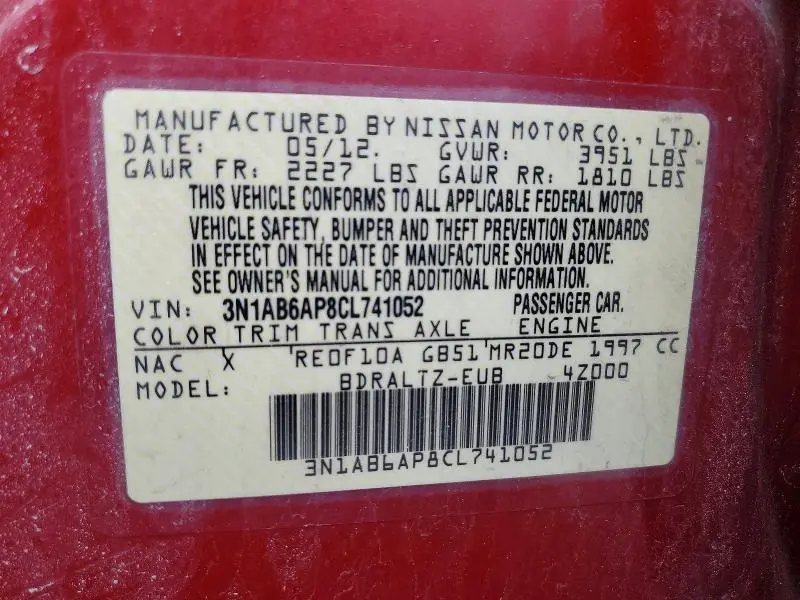 MANUFACTURED BY NISSAN MOTOR CO., LTD.
DATE: 05/12. GVWR: 3951 LBS
GAWR FR: 2227 LBS GAWR RR: 1810 LBS
THIS VEHICLE CONFORMS TO ALL APPLICABLE FEDERAL MOTOR
VEHICLE SAFETY, BUMPER AND THEFT PREVENTION STANDARDS
IN EFFECT ON THE DATE OF MANUFACTURE SHOWN ABOVE.
SEE OWNER'S MANUAL FOR ADDITIONAL INFORMATION.
VIN: 3N1AB6AP8CL741052 PASSENGER CAR.
COLOR TRIM TRANS AXLE ENGINE
NAC X RE0F10A GB51 MR20DE 1997 CC
MODEL: BDRALTZ-EUB 4Z000
3N1AB6AP8CL741052